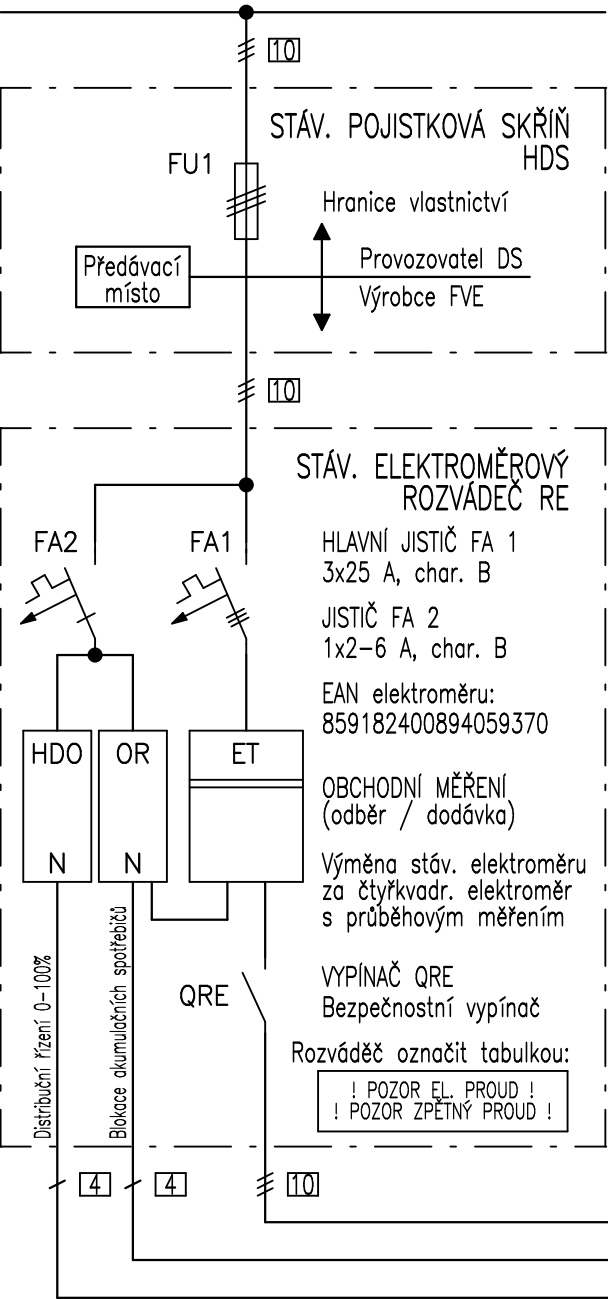 10
STÁV. POJISTKOVÁ SKŘÍŇ
HDS
FU1
Hranice vlastnictví
Předávací
místo
Provozovatel DS
Výrobce FVE
10
STÁV. ELEKTROMĚROVÝ
ROZVÁDEČ RE
FA2
FA1
HLAVNÍ JISTIČ FA 1
3x25 A, char. B
JISTIČ FA 2
1x2-6 A, char. B
EAN elektroměru:
859182400894059370
HDO
OR
ET
N
N
OBCHODNÍ MĚŘENÍ
(odběr / dodávka)
Výměna stáv. elektroměru
za čtyřkvadr. elektroměr
s průběhovým měřením
Distribuční řízení 0-100%
Blokace akumulačních spotřebičů
QRE
VYPÍNAČ QRE
Bezpečnostní vypínač
Rozváděč označit tabulkou:
! POZOR EL. PROUD !
! POZOR ZPĚTNÝ PROUD !
4
4
10